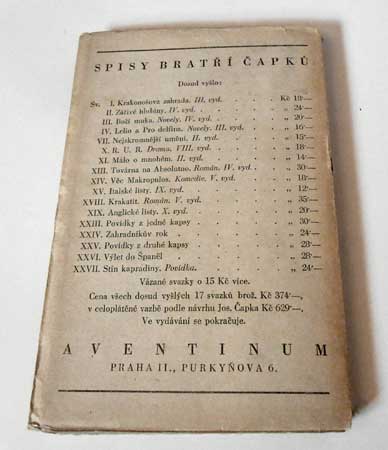 SPISY BRATŘÍ ČAPKŮ
Dosud vyšlo:
Sv. I. Krakonošova zahrada. III. vyd. . . . Kč 18·—
II. Zářivé hlubiny. IV. vyd. . . . . „ 24·—
III. Boží muka. Novely. IV. vyd. . . . „ 20·—
IV. Lelio a Pro delfína. Novely. III. vyd. . „ 16·—
VII. Nejskromnější umění. II. vyd. . . . „ 15·—
X. R. U. R. Drama. VIII. vyd. . . . „ 18·—
XI. Málo o mnohém. II. vyd. . . . „ 14·—
XIII. Továrna na Absolutno. Román. IV. vyd. . „ 30·—
XIV. Věc Makropulos. Komedie. V. vyd. . . „ 18·—
XV. Italské listy. IX. vyd. . . . . „ 12·—
XVIII. Krakatit. Román. V. vyd. . . . „ 35·—
XIX. Anglické listy. X. vyd. . . . . „ 20·—
XXIII. Povídky z jedné kapsy . . . . „ 30·—
XXIV. Zahradníkův rok . . . . . „ 24·—
XXV. Povídky z druhé kapsy . . . . „ 28·—
XXVI. Výlet do Španěl . . . . . „ 28·—
XXVII. Stín kapradiny. Povídka. . . . . „ 24·—
Vázané svazky o 15 Kč více.
Cena všech dosud vyšlých 17 svazků brož. Kč 374·—,
v celoplátěné vazbě podle návrhu Jos. Čapka Kč 629·—,
Ve vydávání se pokračuje.
AVENTINUM
PRAHA II., PURKYŇOVA 6.